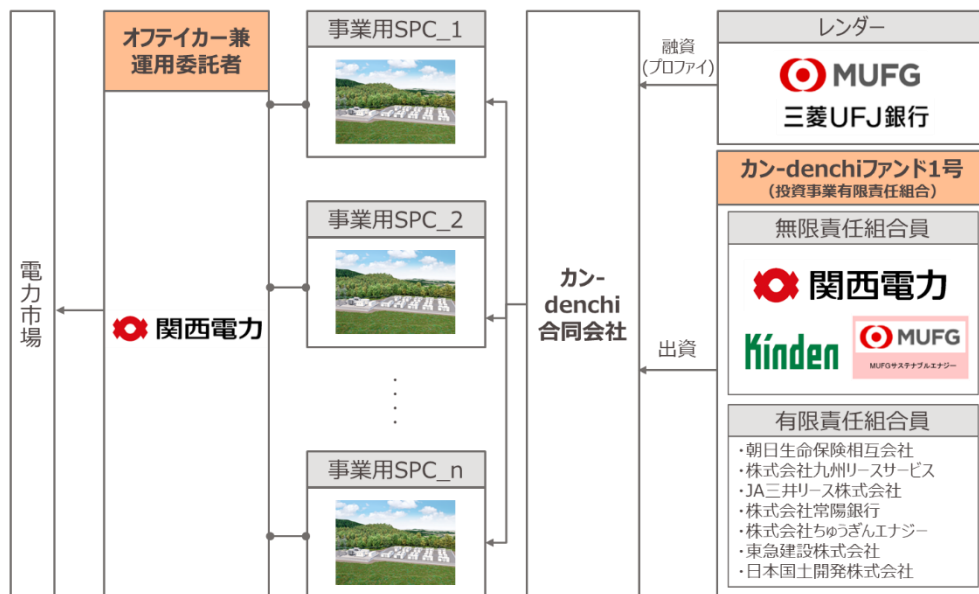 電力市場
オフテイカー兼
運用委託者
関西電力
事業用SPC_1
事業用SPC_2
事業用SPC_n
カン-
denchi
合同会社
融資
(プロファイ)
出資
レンダー
MUFG
三菱UFJ銀行
カン-denchiファンド1号
(投資事業有限責任組合)
無限責任組合員
関西電力
Kinden
MUFG
MUFGサステナブルエナジー
有限責任組合員
・朝日生命保険相互会社
・株式会社九州リースサービス
・JA三井リース株式会社
・株式会社常陽銀行
・株式会社ちゅうぎんエナジー
・東急建設株式会社
・日本国土開発株式会社